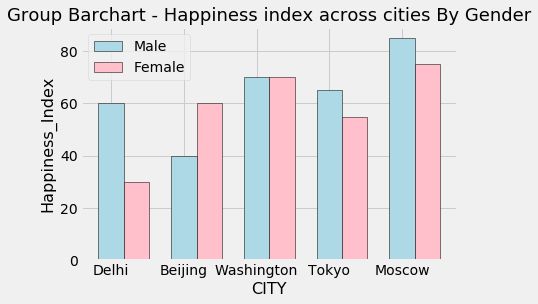 Group Barchart - Happiness index across cities By Gender
Male
Female
Happiness_Index
80
60
40
20
0
Delhi Beijing Washington Tokyo Moscow
CITY